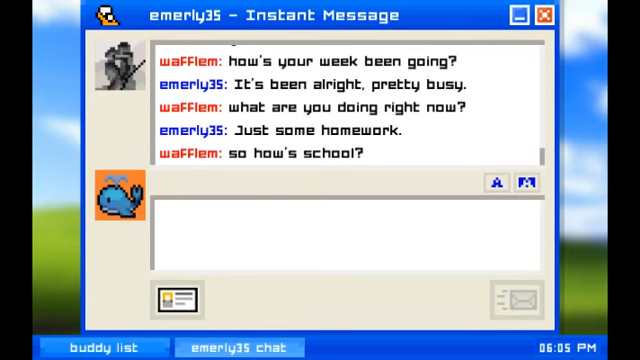 emerly35 - Instant Message
wafflem: how's your week been going?
emerly35: It's been alright, pretty busy.
wafflem: what are you doing right now?
emerly35: Just some homework.
wafflem: so how's school?
A A
buddy list
emerly35 chat
06:05 PM